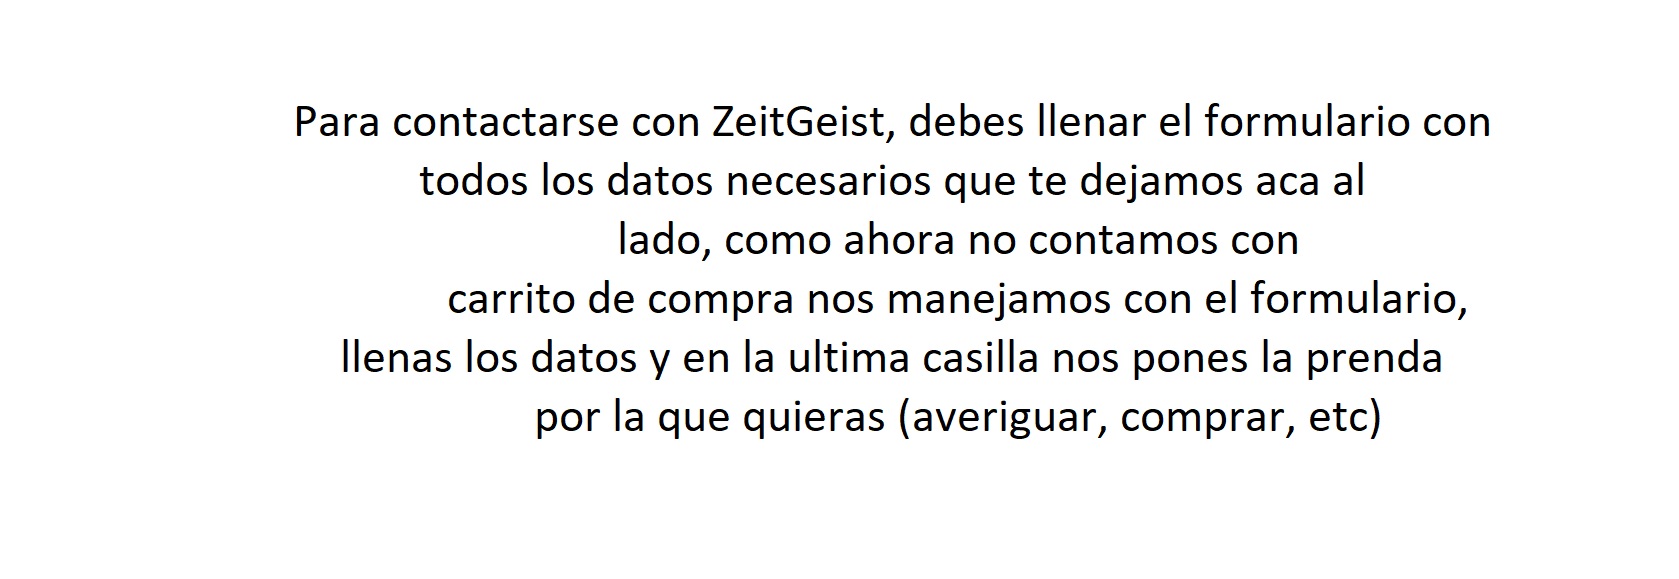 Para contactarse con ZeitGeist, debes llenar el formulario con
todos los datos necesarios que te dejamos aca al
lado, como ahora no contamos con
carrito de compra nos manejamos con el formulario,
llenas los datos y en la ultima casilla nos pones la prenda
por la que quieras (averiguar, comprar, etc)